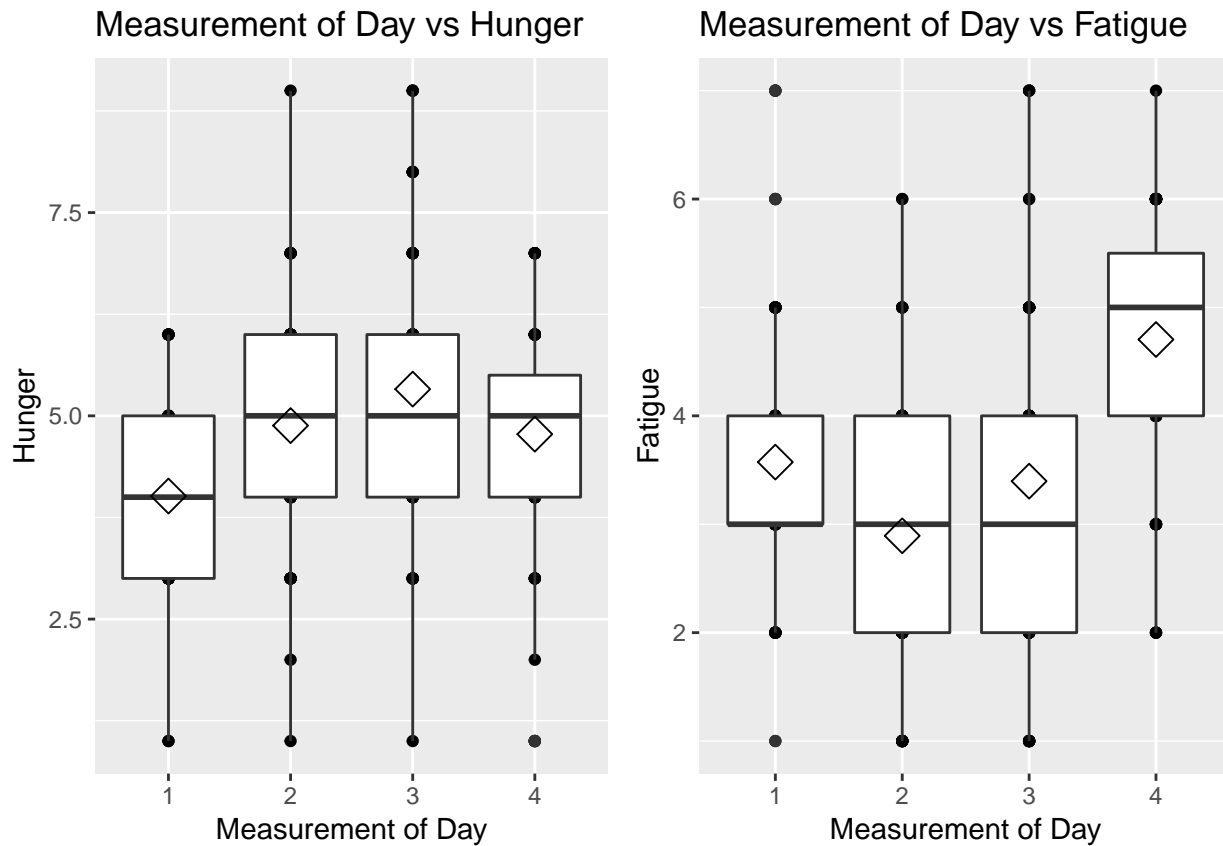 Measurement of Day vs Hunger
Hunger
7.5
5.0
2.5
1 2 3 4
Measurement of Day
Measurement of Day vs Fatigue
Fatigue
6
4
2
1 2 3 4
Measurement of Day